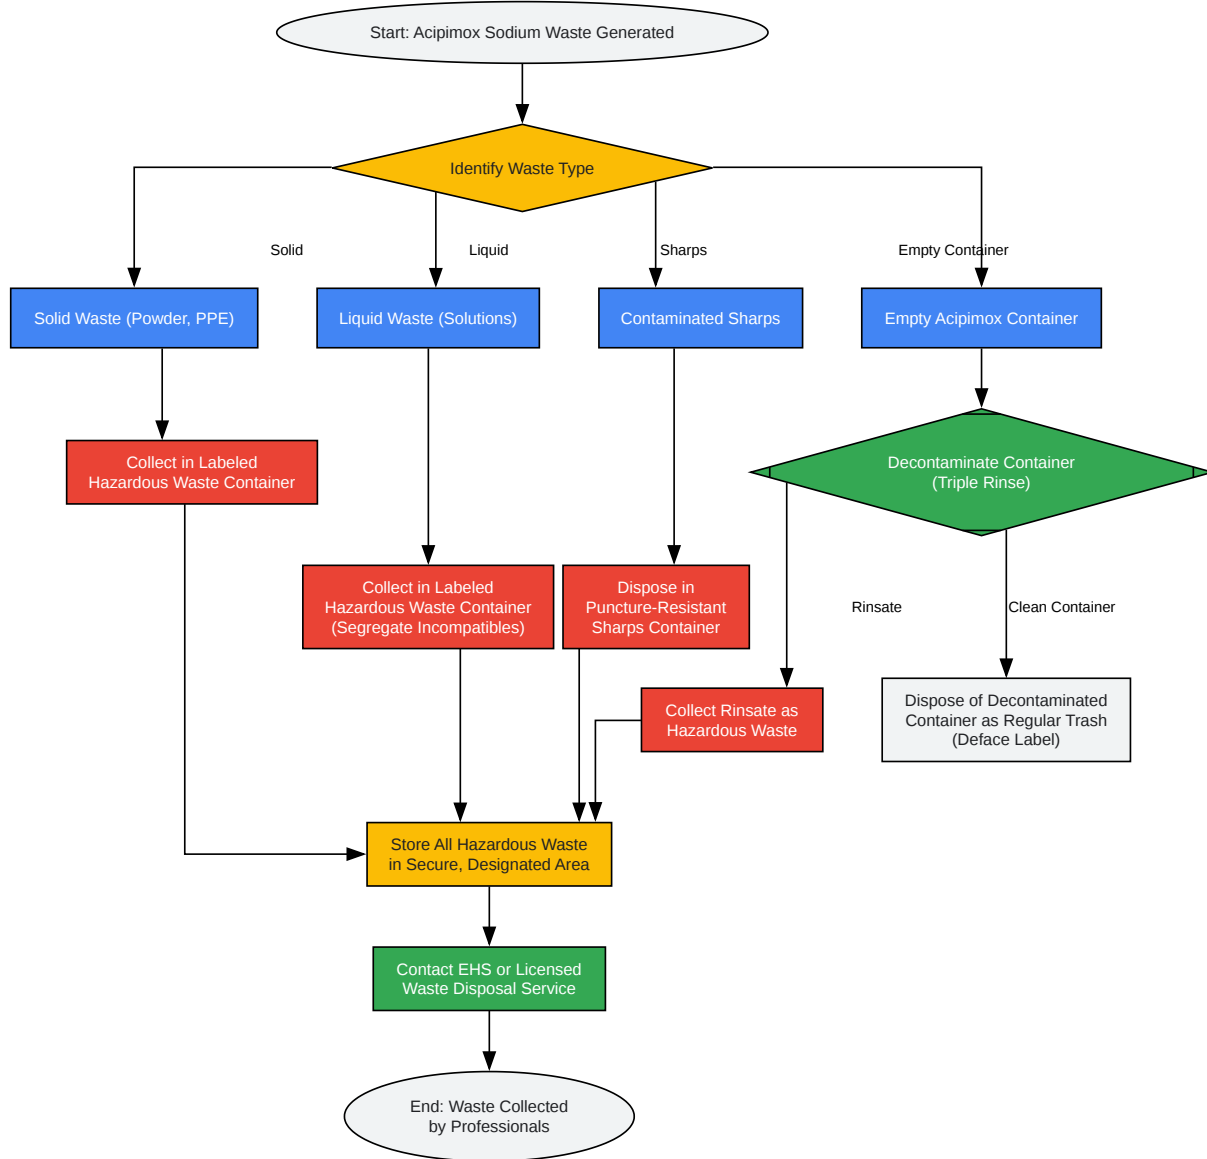 Start: Acipimox Sodium Waste Generated
Identify Waste Type
Solid
Liquid
Sharps
Empty Container
Solid Waste (Powder, PPE)
Liquid Waste (Solutions)
Contaminated Sharps
Empty Acipimox Container
Collect in Labeled
Hazardous Waste Container
Decontaminate Container
(Triple Rinse)
Collect in Labeled
Hazardous Waste Container
(Segregate Incompatibles)
Dispose in
Puncture-Resistant
Sharps Container
Rinsate
Clean Container
Collect Rinsate as
Hazardous Waste
Dispose of Decontaminated
Container as Regular Trash
(Deface Label)
Store All Hazardous Waste
in Secure, Designated Area
Contact EHS or Licensed
Waste Disposal Service
End: Waste Collected
by Professionals